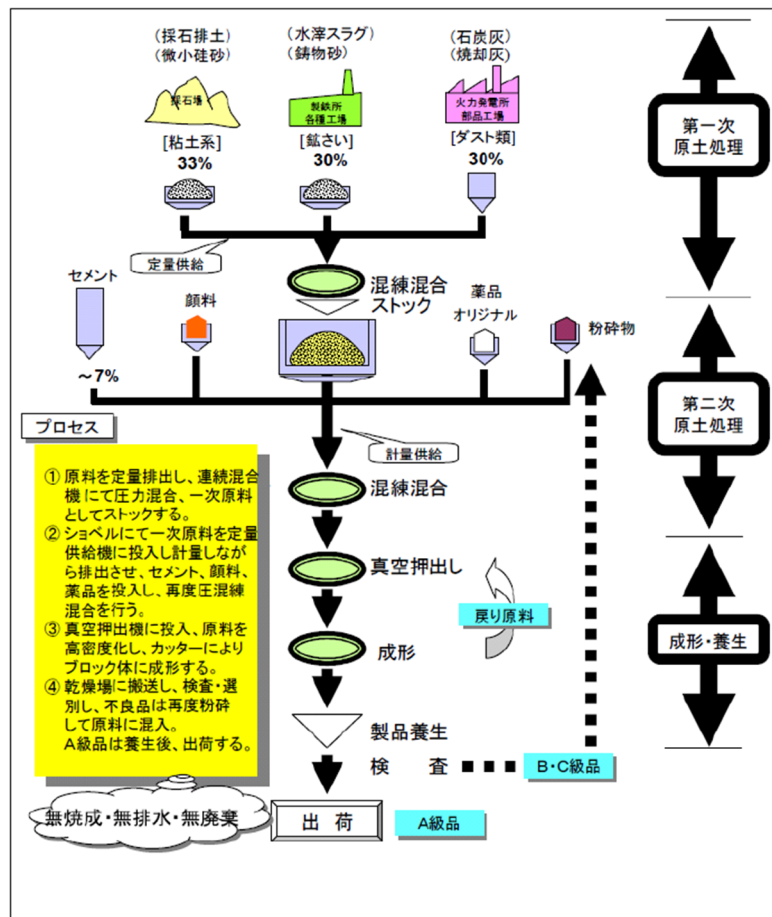 (採石排土)
(微小硅砂)
(水滓スラグ)
(鋳物砂)
(石炭灰)
(焼却灰)
採石場
製鉄所
各種工場
火力発電所
部品工場
[粘土系]
33%
[鉱さい]
30%
[ダスト類]
30%
第一次
原土処理
定量供給
混練混合
ストック
セメント
～7%
顔料
薬品
オリジナル
粉砕物
第二次
原土処理
プロセス
計量供給
① 原料を定量排出し、連続混合
機にて圧力混合、一次原料
としてストックする。
② ショベルにて一次原料を定量
供給機に投入し計量しなが
ら排出させ、セメント、顔料、
薬品を投入し、再度圧混練
混合を行う。
③ 真空押出機に投入、原料を
高密度化し、カッターにより
ブロック体に成形する。
④ 乾燥場に搬送し、検査・選
別し、不良品は再度粉砕
して原料に混入。
A級品は養生後、出荷する。
混練混合
真空押出し
戻り原料
成形
成形・養生
製品養生
検 査
B・C級品
無焼成・無排水・無廃棄
出 荷
A級品